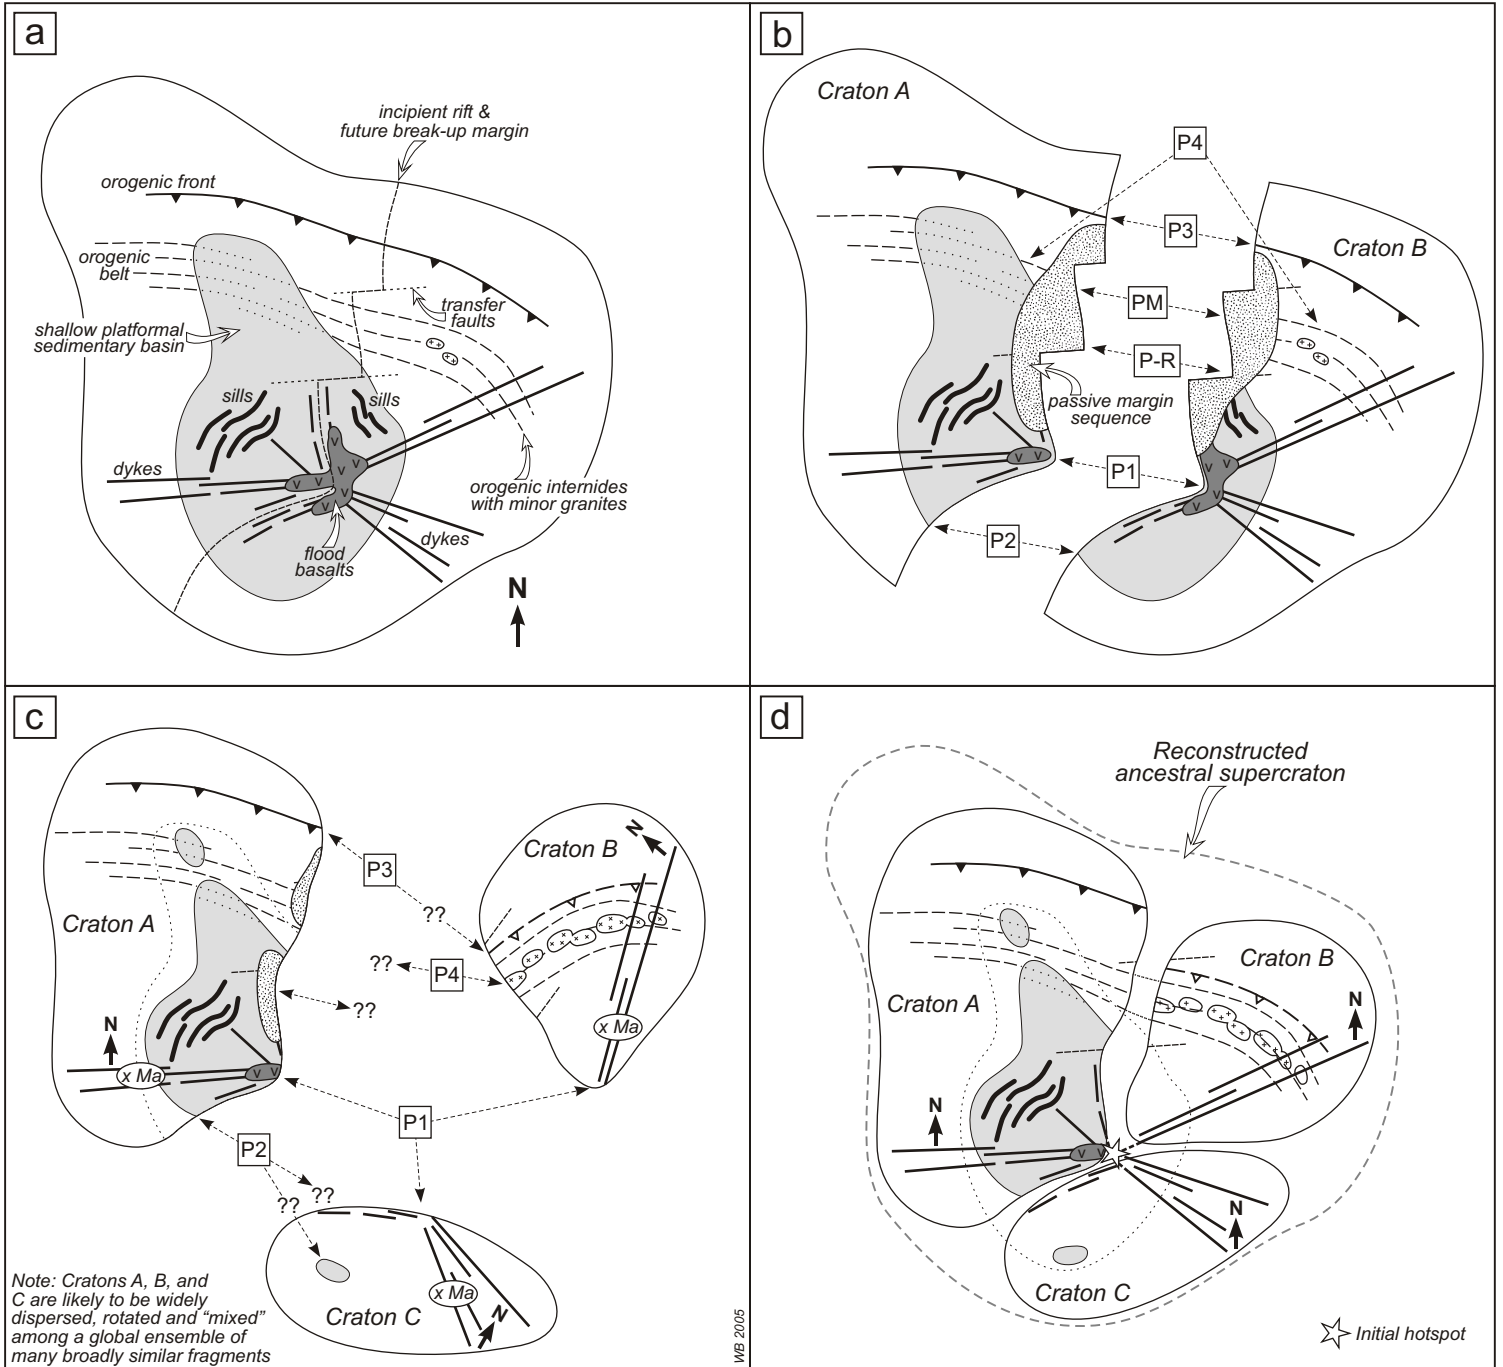 a
incipient rift &
future break-up margin
orogenic front
orogenic
belt
transfer
faults
shallow platformal
sedimentary basin
sills
sills
dykes
v
v v
v v v
v
orogenic internides
with minor granites
dykes
flood
basalts
N
b
Craton A
P4
P3
Craton B
PM
P-R
passive margin
sequence
v v
P1
v
v v
v
v
P2
c
Craton B
N
P3
??
Craton A
??
P4
??
N
x Ma
x Ma
v v
P1
P2
??
??
x Ma
N
Craton C
Note: Cratons A, B, and
C are likely to be widely
dispersed, rotated and “mixed”
among a global ensemble of
many broadly similar fragments
WB 2005
d
Reconstructed
ancestral supercraton
Craton B
Craton A
N
N
v v
N
Craton C
Initial hotspot